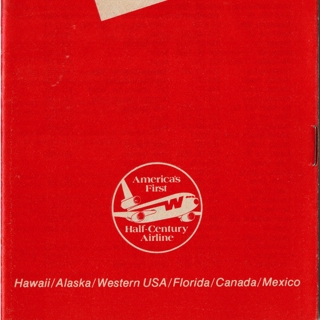 America's
First
W
Half-Century
Airline
Hawaii/Alaska/Western USA/Florida/Canada/Mexico